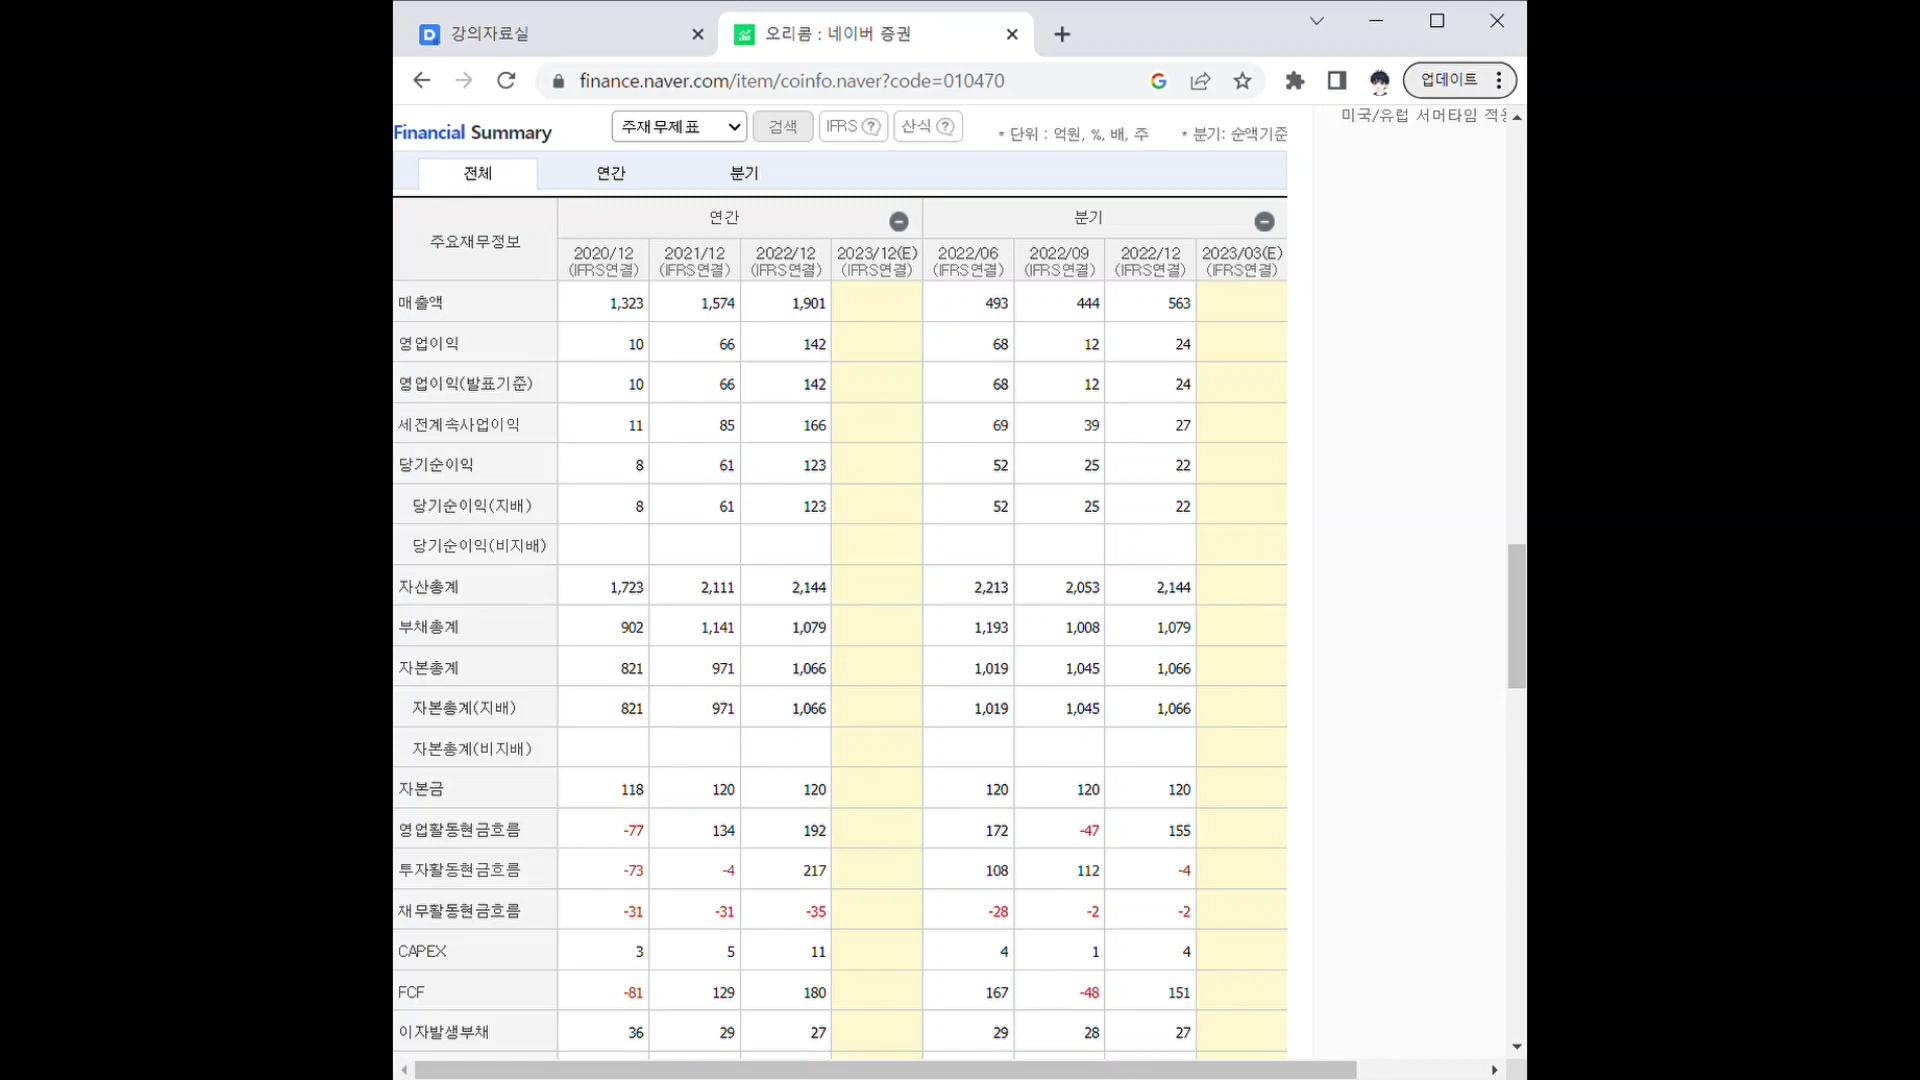 강의자료실
오리콤 : 네이버 증권
finance.naver.com/item/coinfo.naver?code=010470
업데이트
미국/유럽 서머타임 적용
Financial Summary
주재무제표
검색
IFRS
산식
* 단위 : 억원, %, 배, 주
* 분기: 순액기준
전체 연간 분기
주요재무정보 연간 분기
2020/12 2021/12 2022/12 2023/12(E) 2022/06 2022/09 2022/12 2023/03(E)
(IFRS연결) (IFRS연결) (IFRS연결) (IFRS연결) (IFRS연결) (IFRS연결) (IFRS연결) (IFRS연결)
매출액 1,323 1,574 1,901 493 444 563
영업이익 10 66 142 68 12 24
영업이익(발표기준) 10 66 142 68 12 24
세전계속사업이익 11 85 166 69 39 27
당기순이익 8 61 123 52 25 22
당기순이익(지배) 8 61 123 52 25 22
당기순이익(비지배)
자산총계 1,723 2,111 2,144 2,213 2,053 2,144
부채총계 902 1,141 1,079 1,193 1,008 1,079
자본총계 821 971 1,066 1,019 1,045 1,066
자본총계(지배) 821 971 1,066 1,019 1,045 1,066
자본총계(비지배)
자본금 118 120 120 120 120 120
영업활동현금흐름 -77 134 192 172 -47 155
투자활동현금흐름 -73 -4 217 108 112 -4
재무활동현금흐름 -31 -31 -35 -28 -2 -2
CAPEX 3 5 11 4 1 4
FCF -81 129 180 167 -48 151
이자발생부채 36 29 27 29 28 27